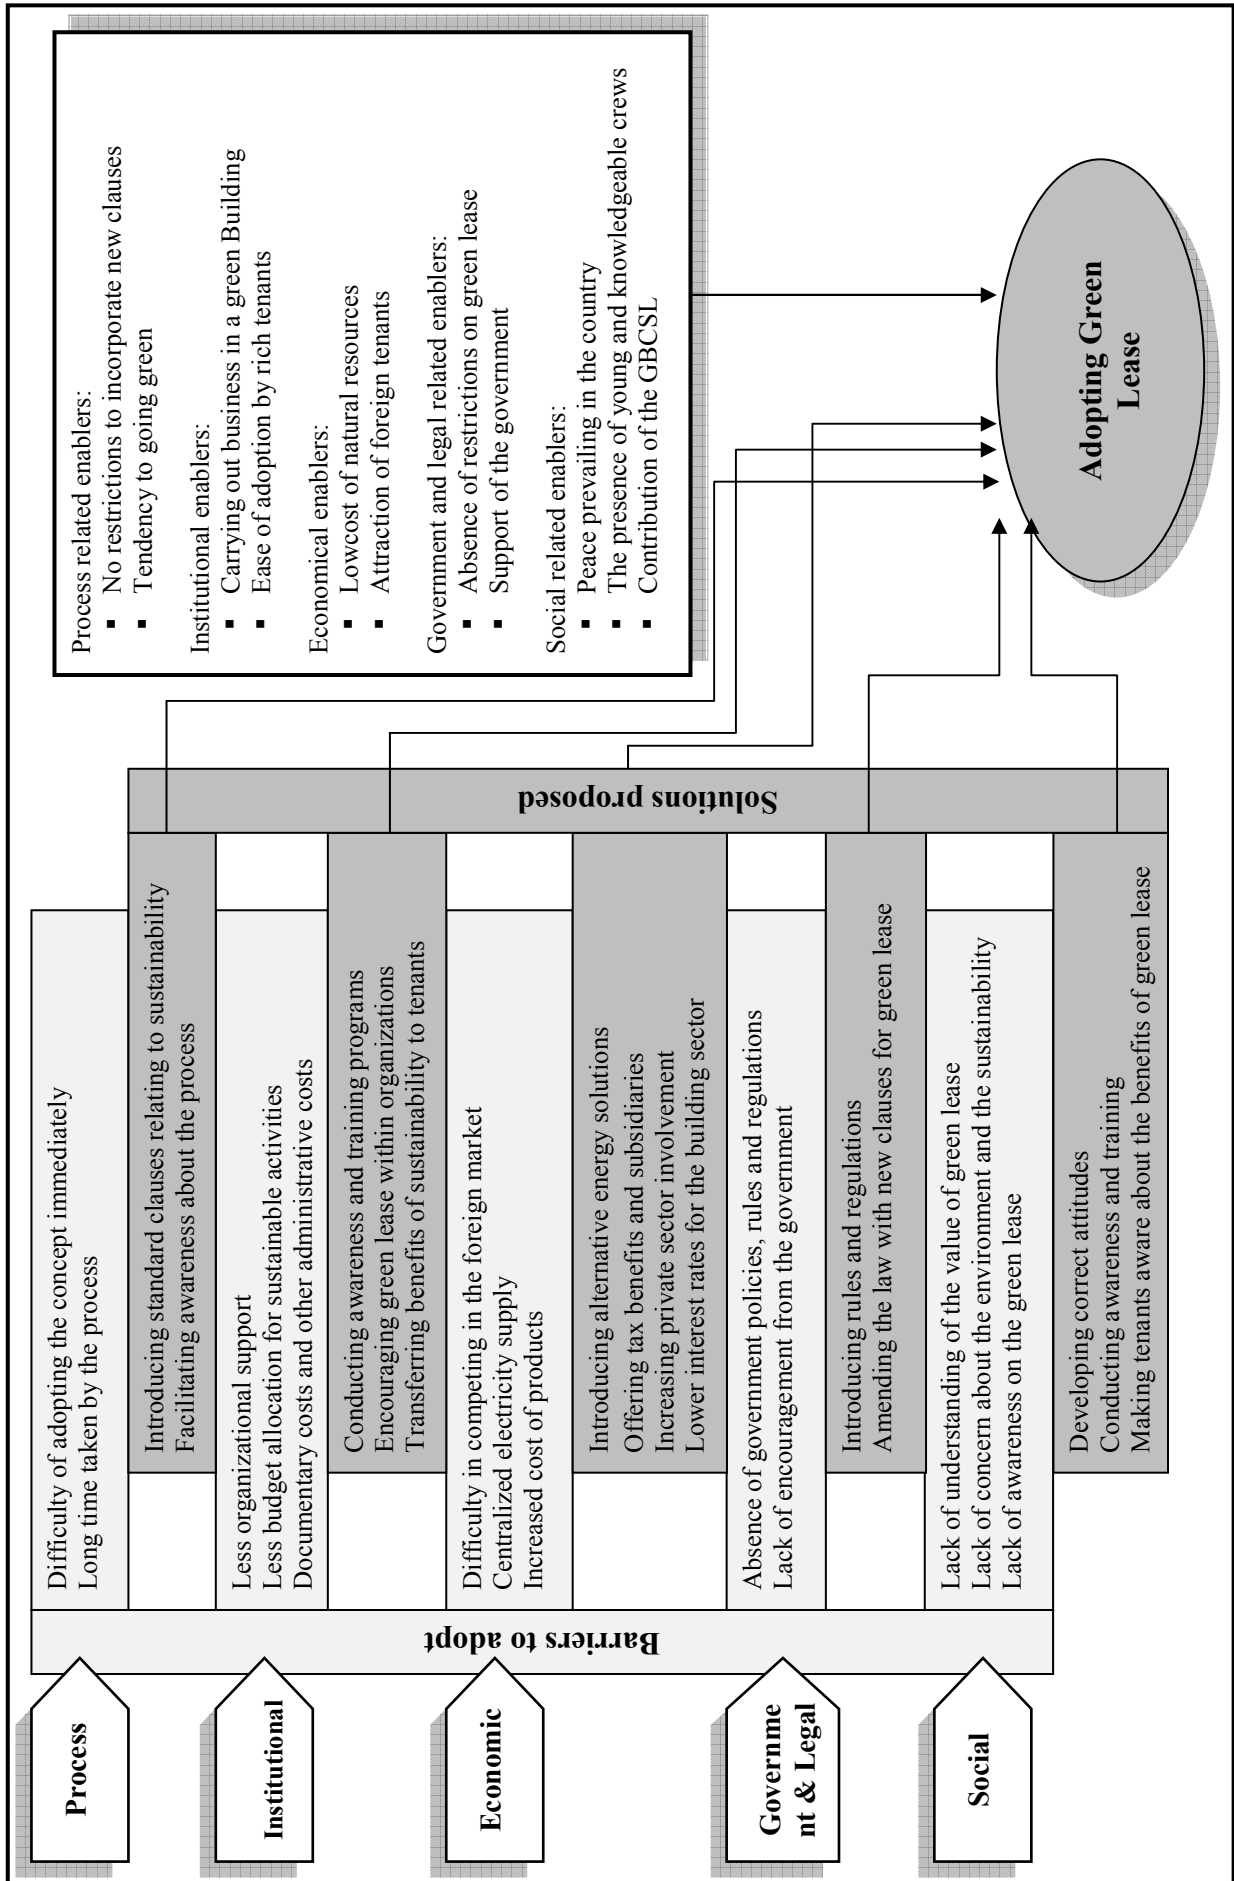 Process
Institutional
Economic
Governme
nt & Legal
Social
Barriers to adopt
Difficulty of adopting the concept immediately
Long time taken by the process
Introducing standard clauses relating to sustainability
Facilitating awareness about the process
Less organizational support
Less budget allocation for sustainable activities
Documentary costs and other administrative costs
Conducting awareness and training programs
Encouraging green lease within organizations
Transferring benefits of sustainability to tenants
Difficulty in competing in the foreign market
Centralized electricity supply
Increased cost of products
Introducing alternative energy solutions
Offering tax benefits and subsidiaries
Increasing private sector involvement
Lower interest rates for the building sector
Absence of government policies, rules and regulations
Lack of encouragement from the government
Introducing rules and regulations
Amending the law with new clauses for green lease
Lack of understanding of the value of green lease
Lack of concern about the environment and the sustainability
Lack of awareness on the green lease
Developing correct attitudes
Conducting awareness and training
Making tenants aware about the benefits of green lease
Solutions proposed
Process related enablers:
▪ No restrictions to incorporate new clauses
▪ Tendency to going green
Institutional enablers:
▪ Carrying out business in a green Building
▪ Ease of adoption by rich tenants
Economical enablers:
▪ Lowcost of natural resources
▪ Attraction of foreign tenants
Government and legal related enablers:
▪ Absence of restrictions on green lease
▪ Support of the government
Social related enablers:
▪ Peace prevailing in the country
▪ The presence of young and knowledgeable crews
▪ Contribution of the GBCSL
Adopting Green
Lease